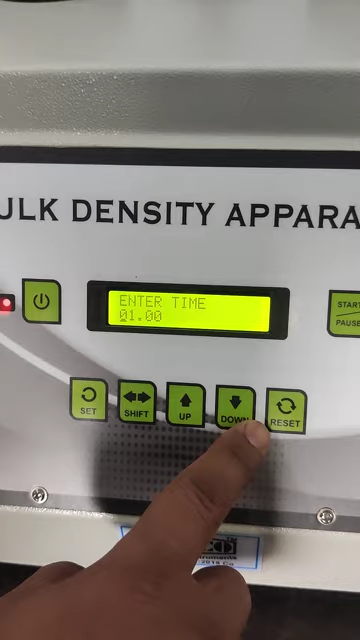 ULK DENSITY APPARA
ENTER TIME
01.00
START
PAUSE
SET
SHIFT
UP
DOWN
RESET